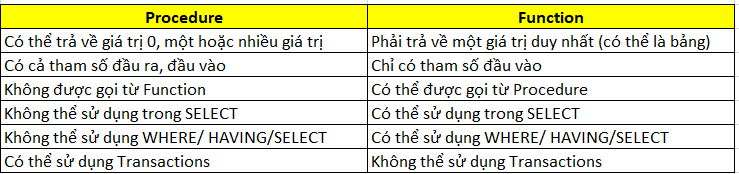 Procedure Function
Có thể trả về giá trị 0, một hoặc nhiều giá trị Phải trả về một giá trị duy nhất (có thể là bảng)
Có cả tham số đầu ra, đầu vào Chỉ có tham số đầu vào
Không được gọi từ Function Có thể được gọi từ Procedure
Không thể sử dụng trong SELECT Có thể sử dụng trong SELECT
Không thể sử dụng WHERE/ HAVING/SELECT Có thể sử dụng WHERE/ HAVING/SELECT
Có thể sử dụng Transactions Không thể sử dụng Transactions